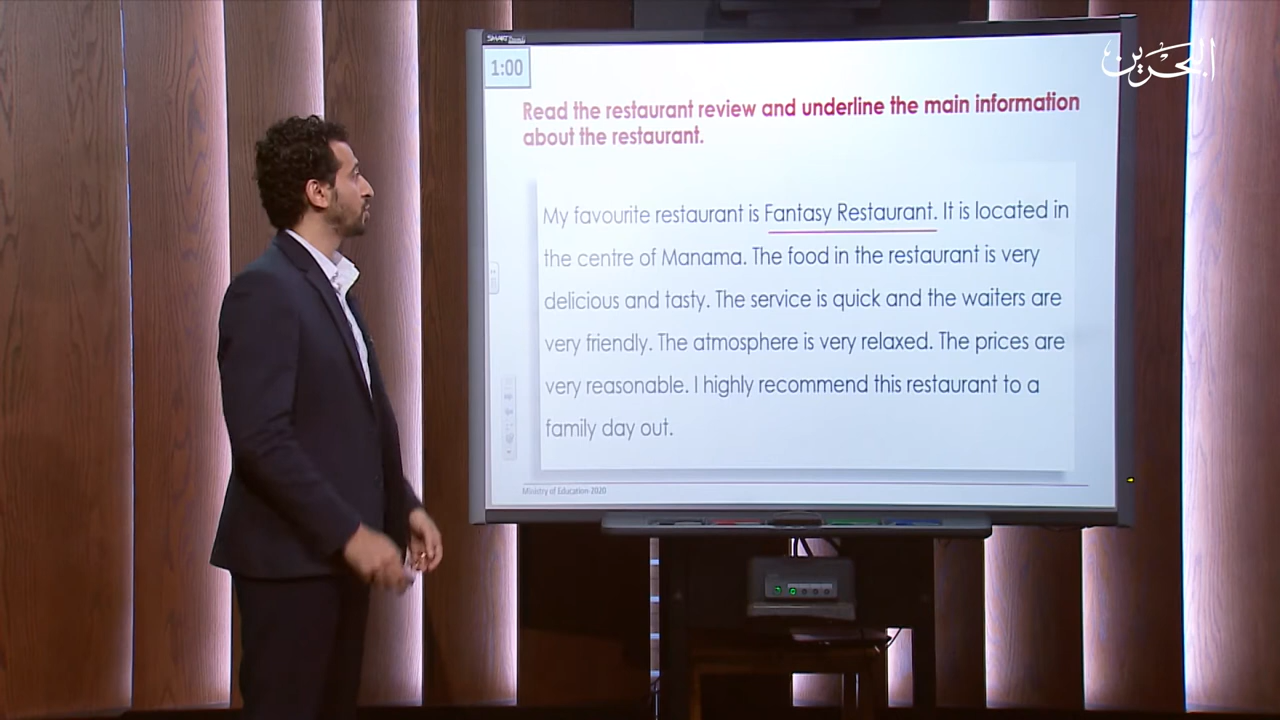 SMART
البحرين
1:00
Read the restaurant review and underline the main information
about the restaurant.
My favourite restaurant is Fantasy Restaurant. It is located in
the centre of Manama. The food in the restaurant is very
delicious and tasty. The service is quick and the waiters are
very friendly. The atmosphere is very relaxed. The prices are
very reasonable. I highly recommend this restaurant to a
family day out.
Ministry of Education-2020